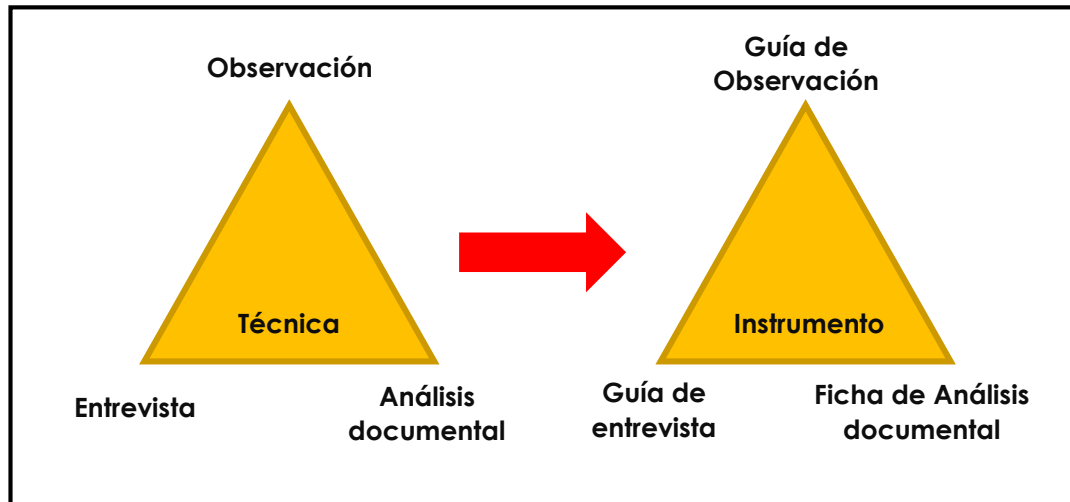 Observación
Técnica
Entrevista
Análisis
documental
Guía de
Observación
Instrumento
Guía de
entrevista
Ficha de Análisis
documental